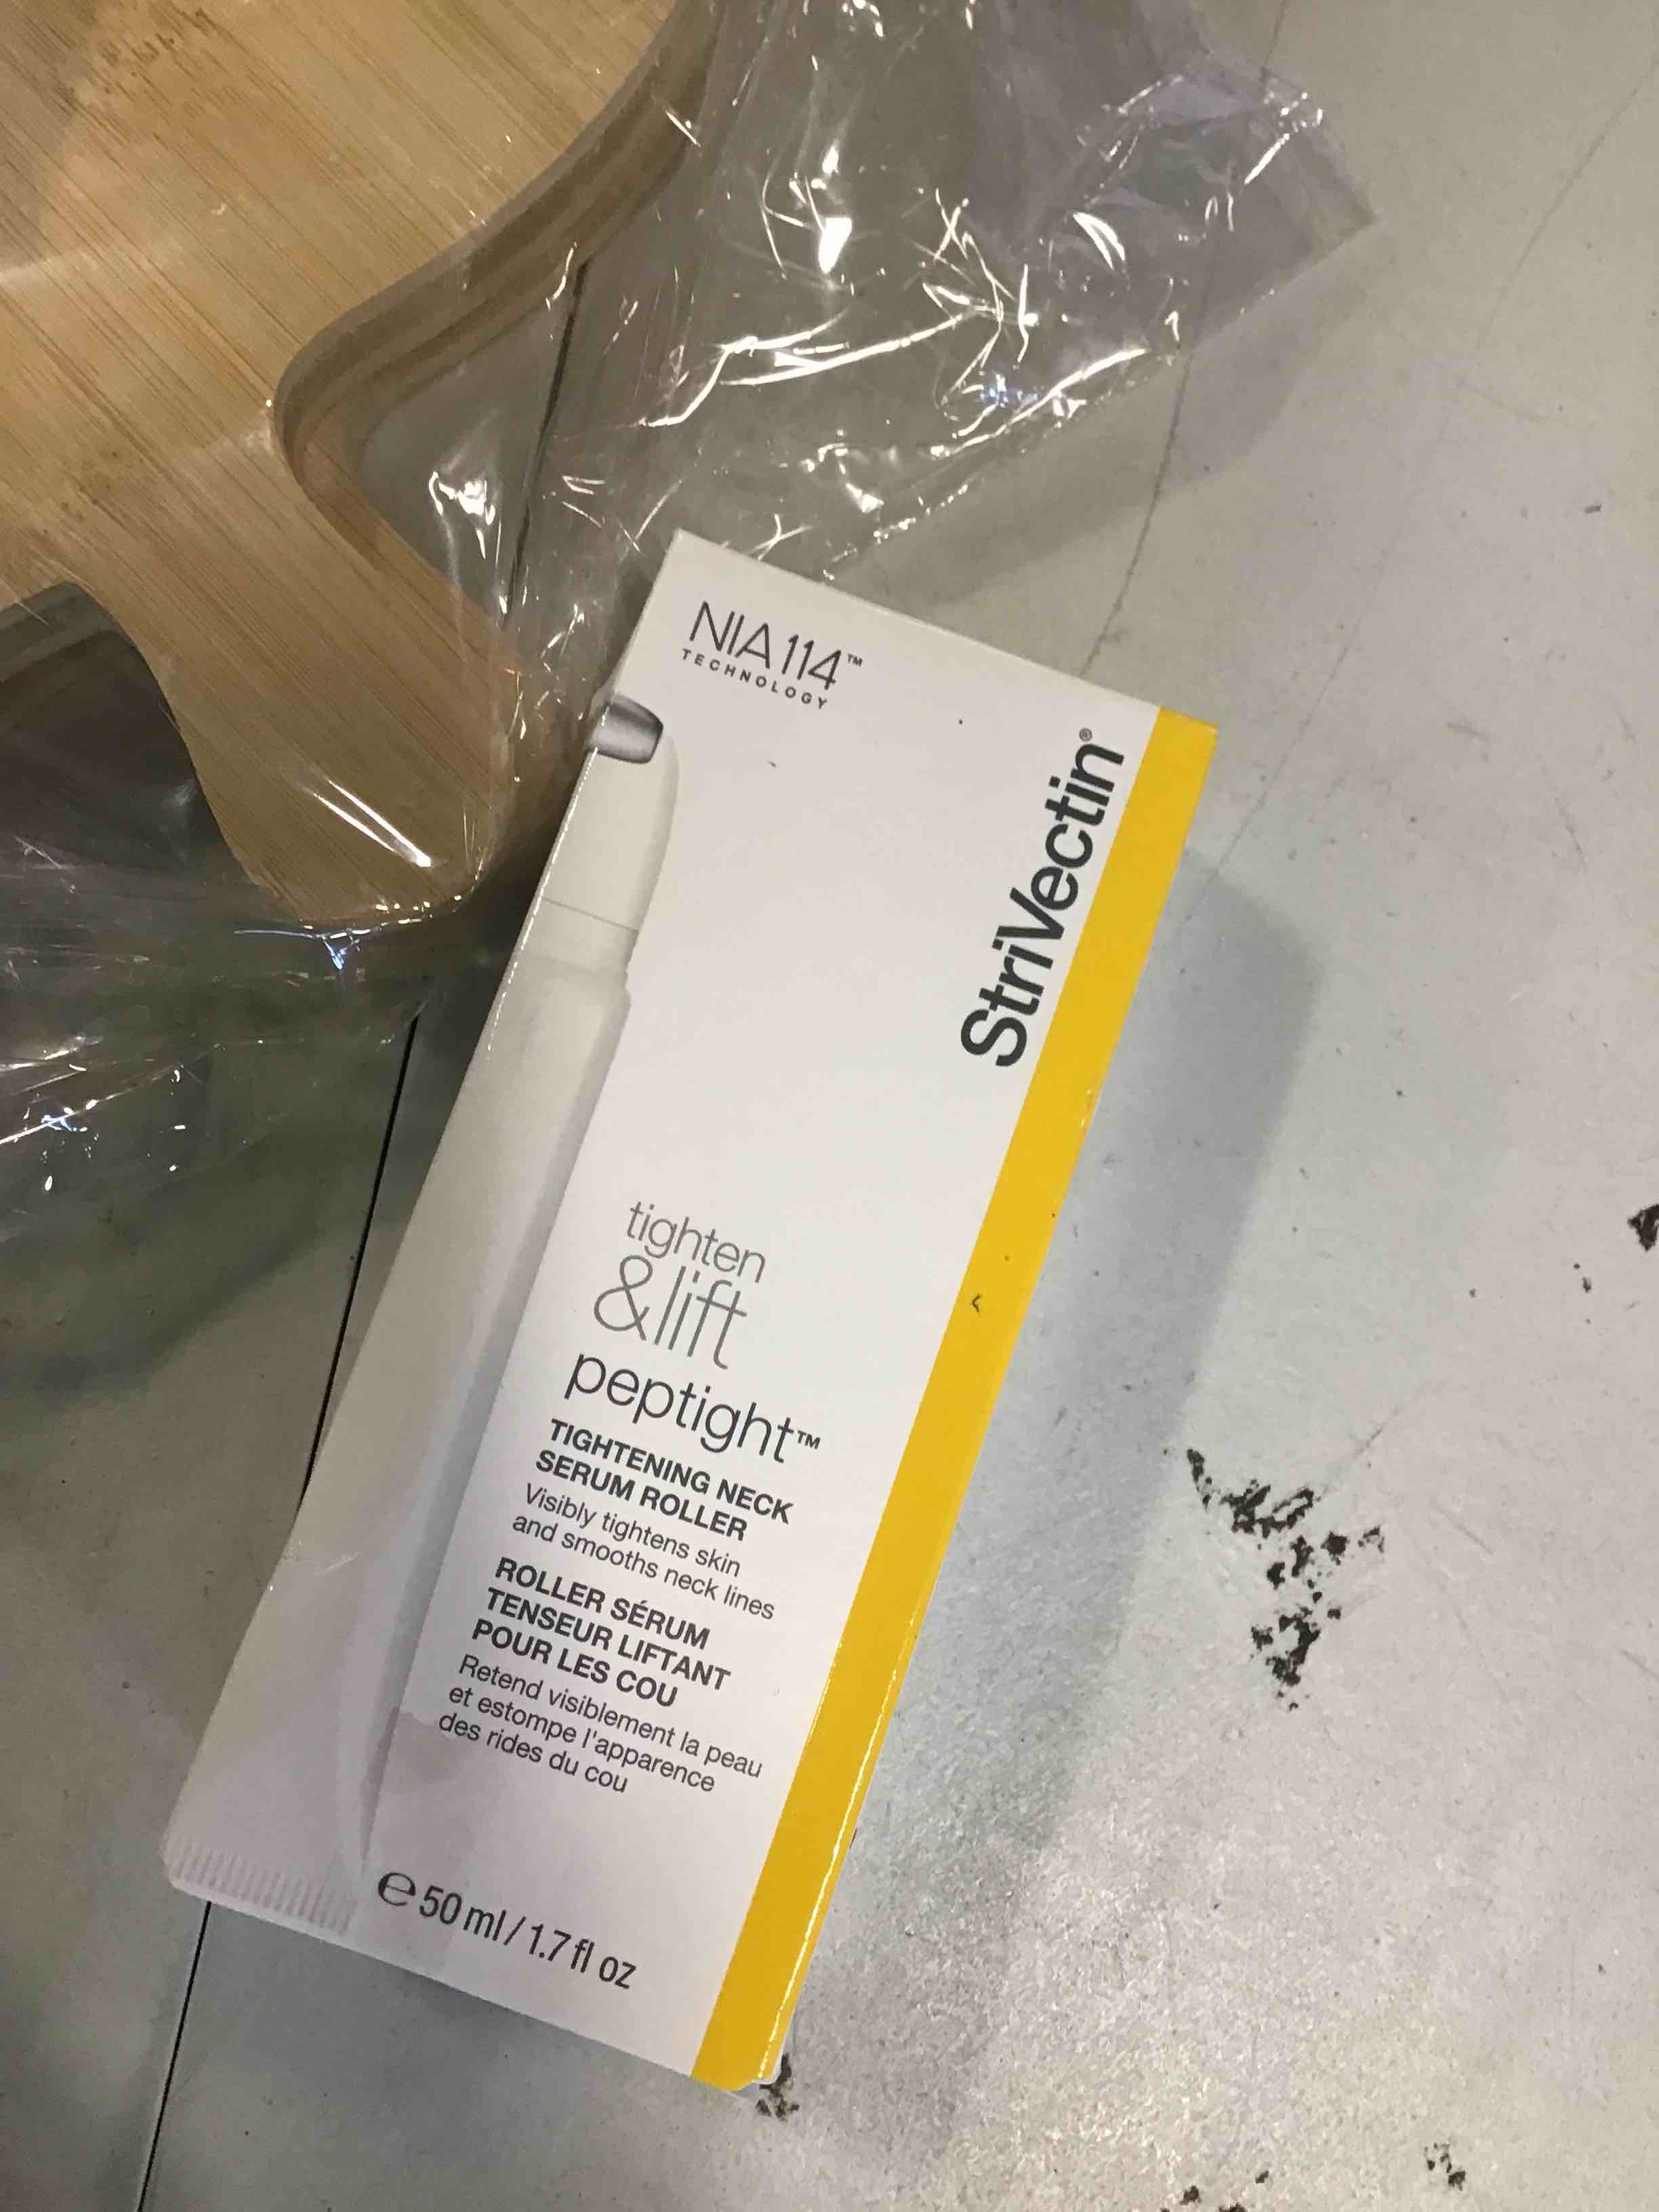 NIA 114™
TECHNOLOGY
StriVectin®
tighten
&lift
peptight™
TIGHTENING NECK
SERUM ROLLER
Visibly tightens skin
and smooths neck lines
ROLLER SÉRUM
TENSEUR LIFTANT
POUR LES COU
Retend visiblement la peau
et estompe l'apparence
des rides du cou
℮ 50 ml / 1.7 fl oz